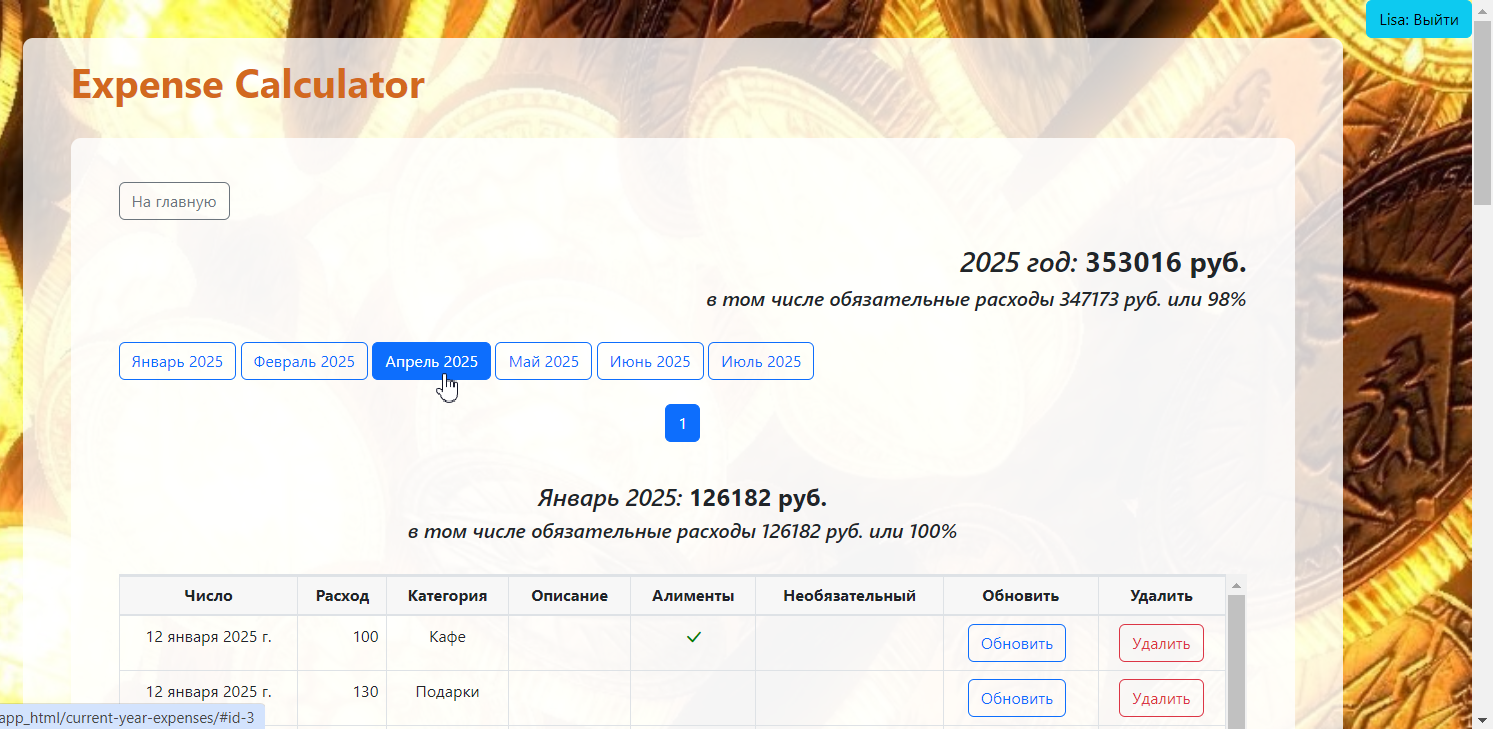 Lisa: Выйти
Expense Calculator
На главную
2025 год: 353016 руб.
в том числе обязательные расходы 347173 руб. или 98%
Январь 2025 Февраль 2025 Апрель 2025 Май 2025 Июнь 2025 Июль 2025
1
Январь 2025: 126182 руб.
в том числе обязательные расходы 126182 руб. или 100%
Число Расход Категория Описание Алименты Необязательный Обновить Удалить
12 января 2025 г. 100 Кафе Обновить Удалить
12 января 2025 г. 130 Подарки Обновить Удалить
app_html/current-year-expenses/#id-3